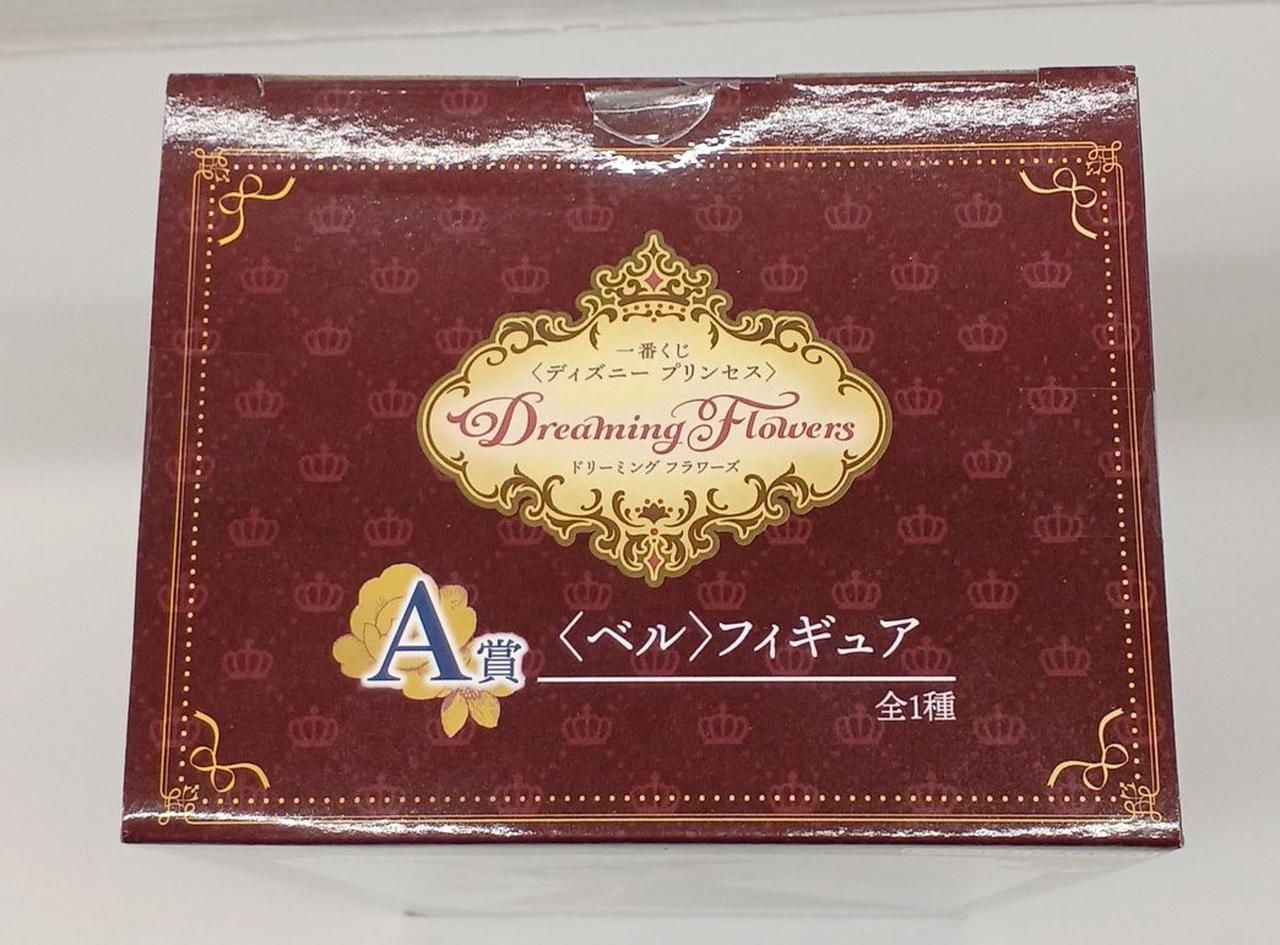 一番くじ
〈ディズニー プリンセス〉
Dreaming Flowers
ドリーミング フラワーズ
A賞 〈ベル〉フィギュア
全1種